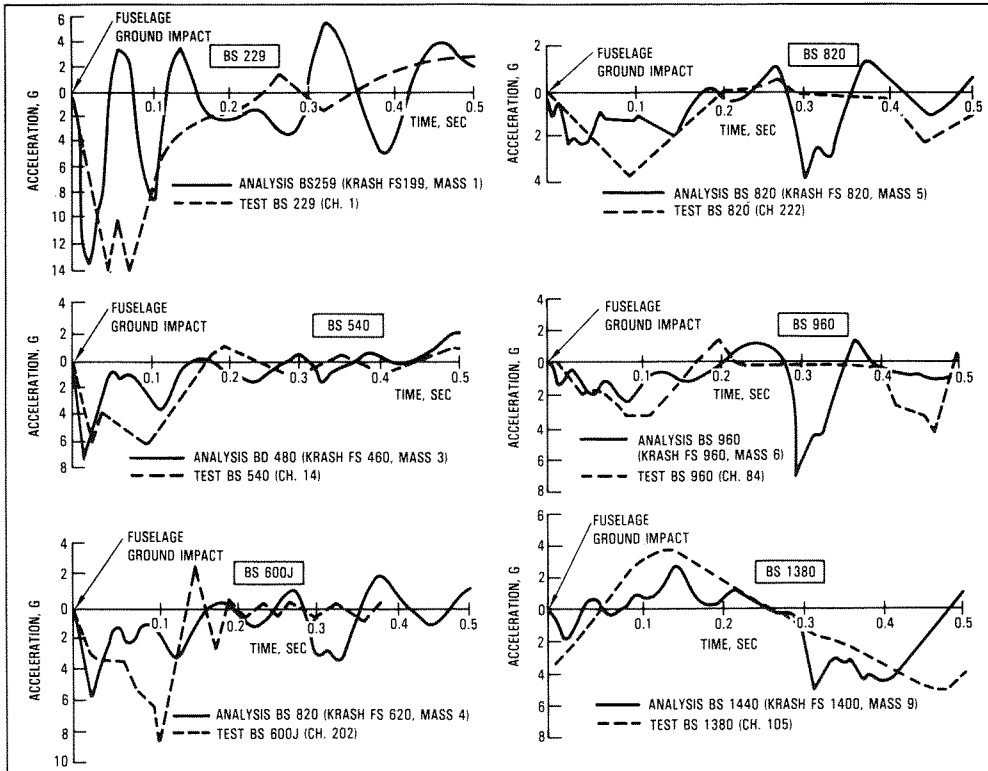 6
4
2
0
2
4
6
8
10
12
14
ACCELERATION, G
FUSELAGE
GROUND IMPACT
BS 229
0.1
0.2
0.3
0.4
0.5
TIME, SEC
ANALYSIS BS259 (KRASH FS199, MASS 1)
TEST BS 229 (CH. 1)
2
0
2
4
ACCELERATION, G
FUSELAGE
GROUND IMPACT
BS 820
0.1
0.2
0.3
0.4
0.5
TIME, SEC
ANALYSIS BS 820 (KRASH FS 820, MASS 5)
TEST BS 820 (CH 222)
4
2
0
2
4
6
8
ACCELERATION, G
FUSELAGE
GROUND IMPACT
BS 540
0.1
0.2
0.3
0.4
0.5
TIME, SEC
ANALYSIS BD 480 (KRASH FS 460, MASS 3)
TEST BS 540 (CH. 14)
4
2
0
2
4
6
8
ACCELERATION, G
FUSELAGE
GROUND IMPACT
BS 960
0.1
0.2
0.3
0.4
0.5
TIME, SEC
ANALYSIS BS 960
(KRASH FS 960, MASS 6)
TEST BS 960 (CH. 84)
4
2
0
2
4
6
8
10
ACCELERATION, G
FUSELAGE
GROUND IMPACT
BS 600J
0.1
0.2
0.3
0.4
0.5
TIME, SEC
ANALYSIS BS 820 (KRASH FS 620, MASS 4)
TEST BS 600J (CH. 202)
6
4
2
0
2
4
6
8
ACCELERATION, G
FUSELAGE
GROUND IMPACT
BS 1380
0.1
0.2
0.3
0.4
0.5
TIME, SEC
ANALYSIS BS 1440 (KRASH FS 1400, MASS 9)
TEST BS 1380 (CH. 105)